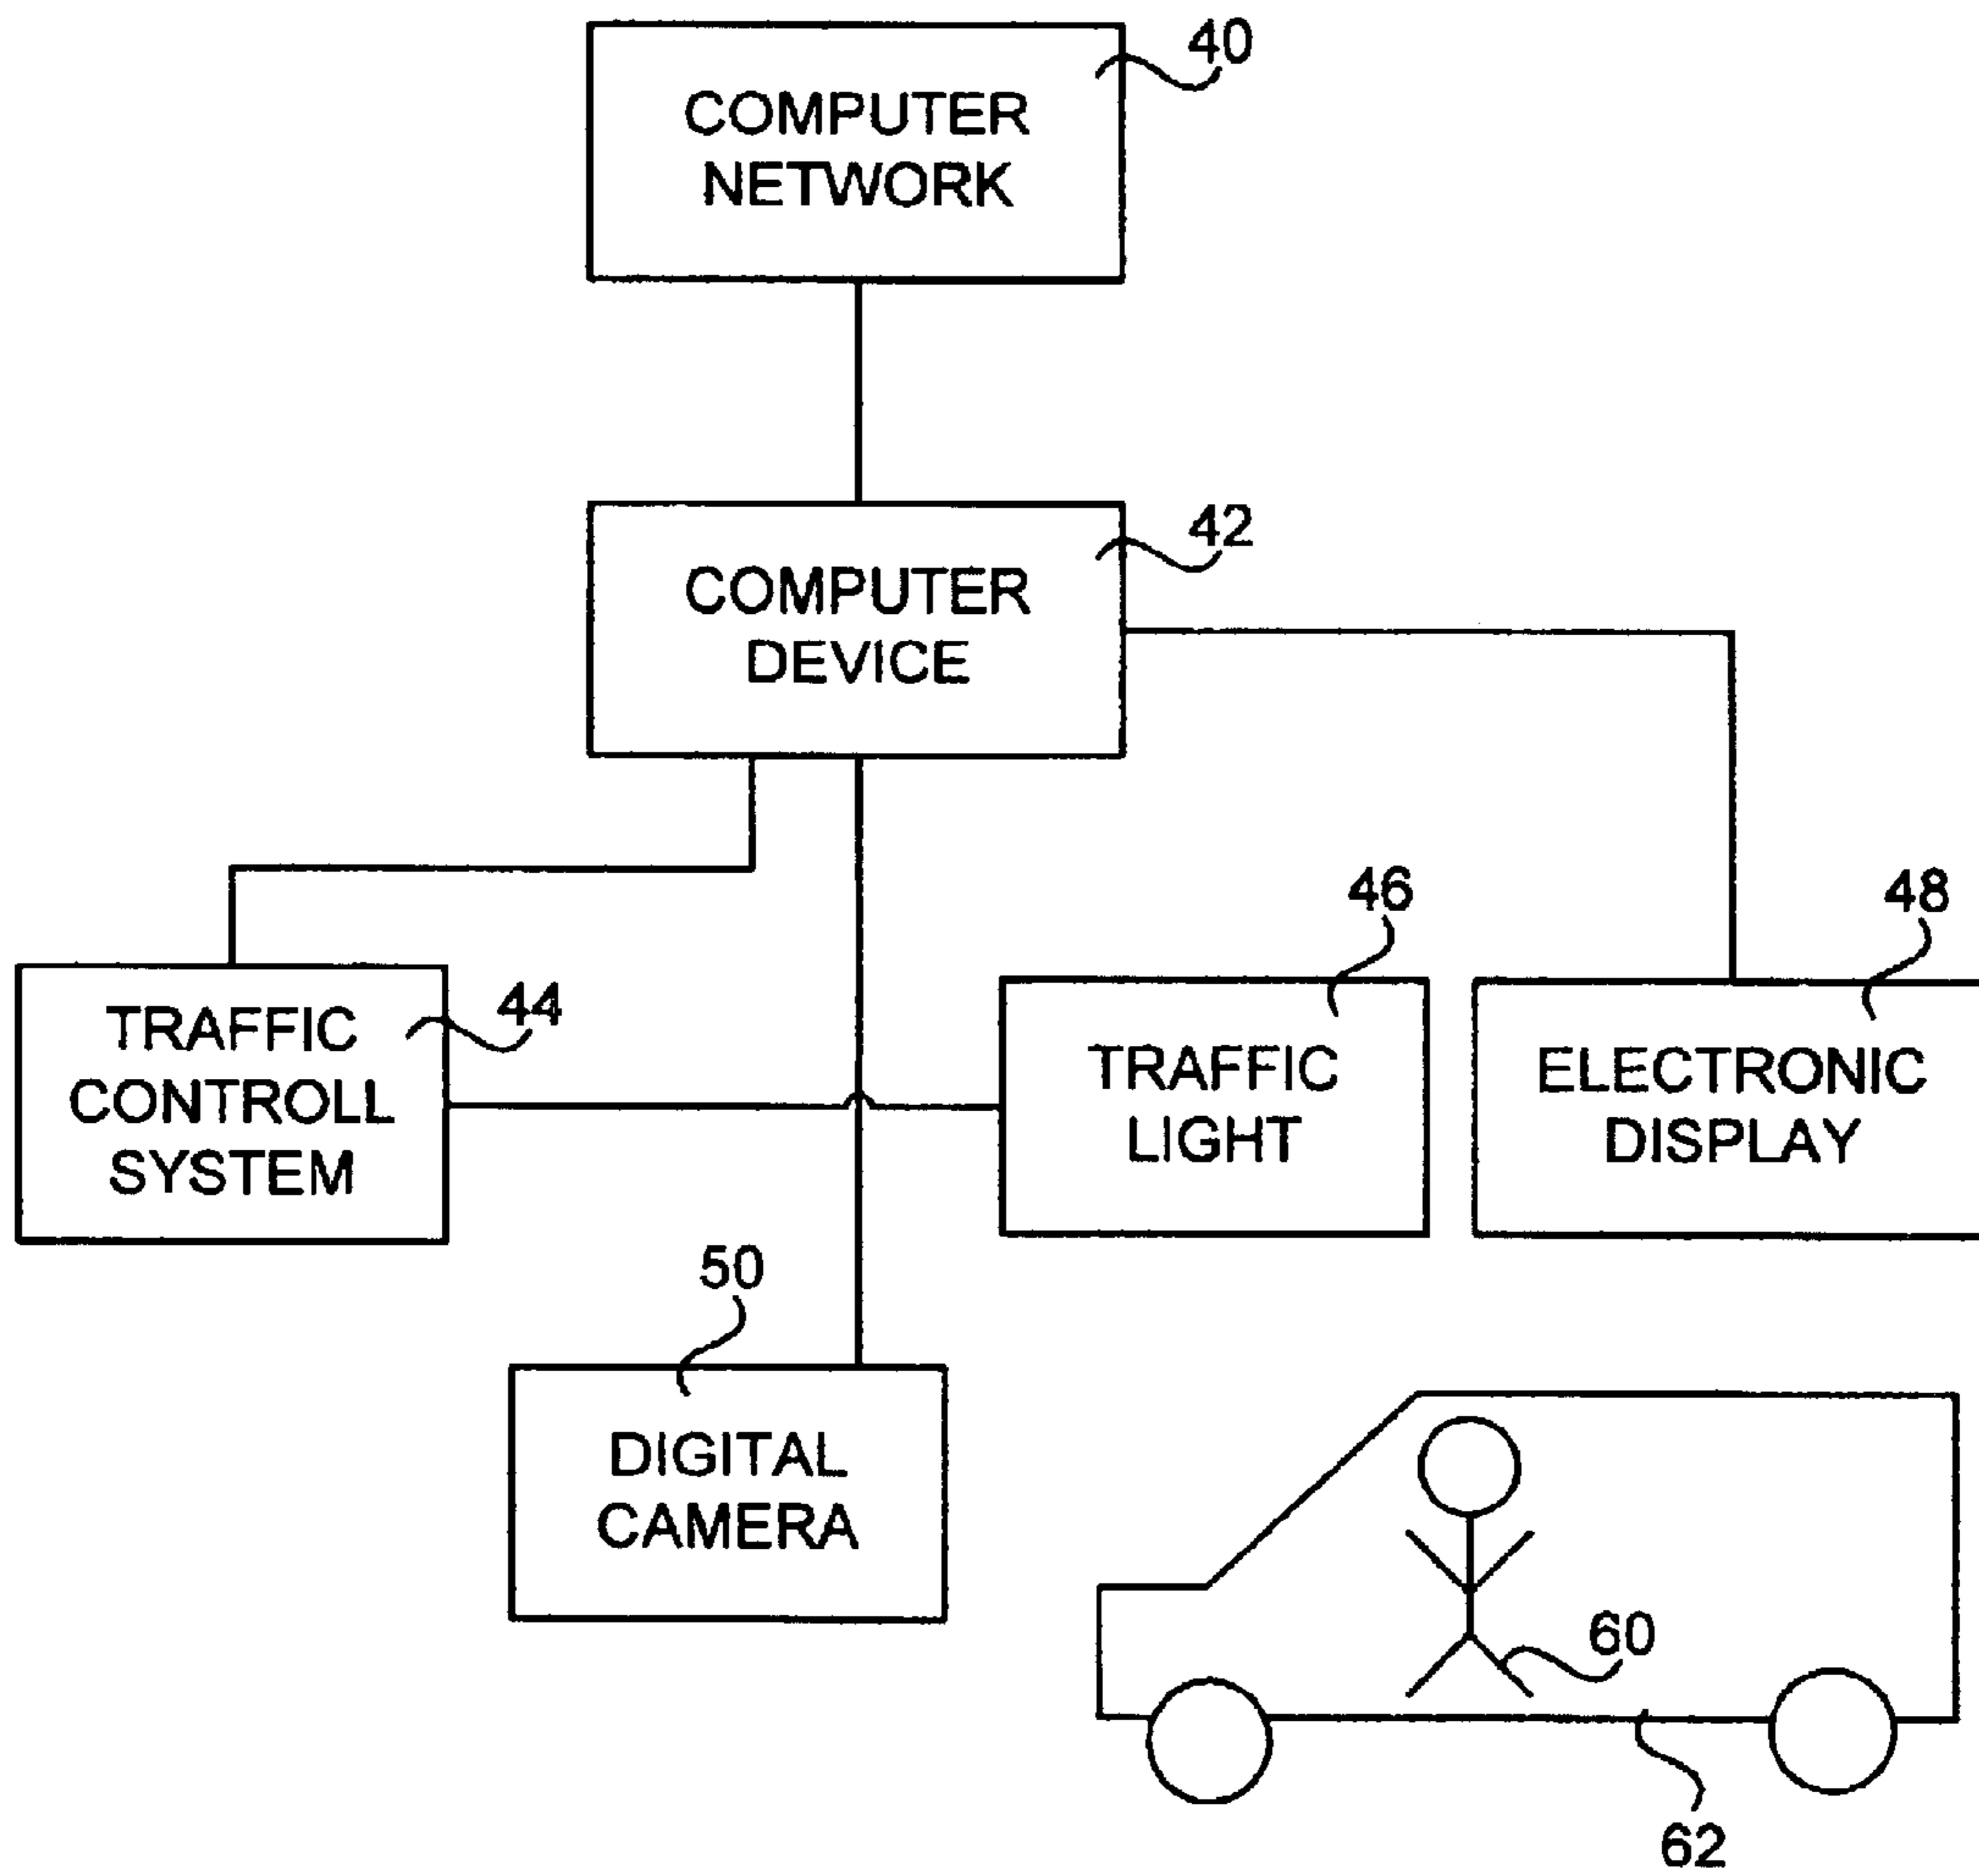 40
COMPUTER
NETWORK
42
COMPUTER
DEVICE
46
48
44
TRAFFIC
CONTROLL
SYSTEM
TRAFFIC
LIGHT
ELECTRONIC
DISPLAY
50
DIGITAL
CAMERA
60
62